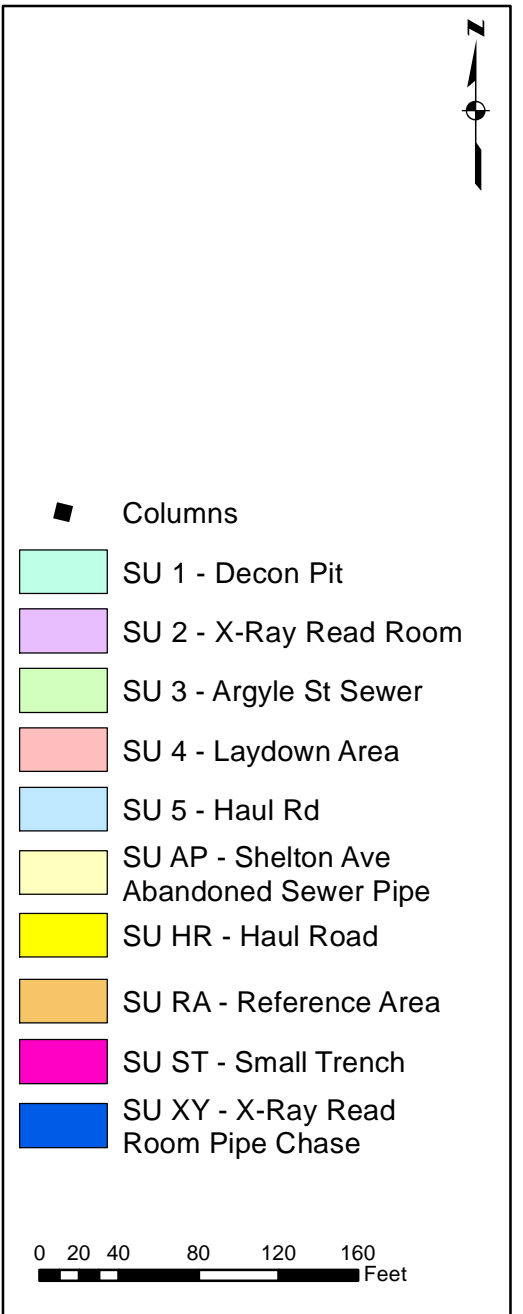 N
Columns
SU 1 - Decon Pit
SU 2 - X-Ray Read Room
SU 3 - Argyle St Sewer
SU 4 - Laydown Area
SU 5 - Haul Rd
SU AP - Shelton Ave
Abandoned Sewer Pipe
SU HR - Haul Road
SU RA - Reference Area
SU ST - Small Trench
SU XY - X-Ray Read
Room Pipe Chase
0 20 40 80 120 160
Feet